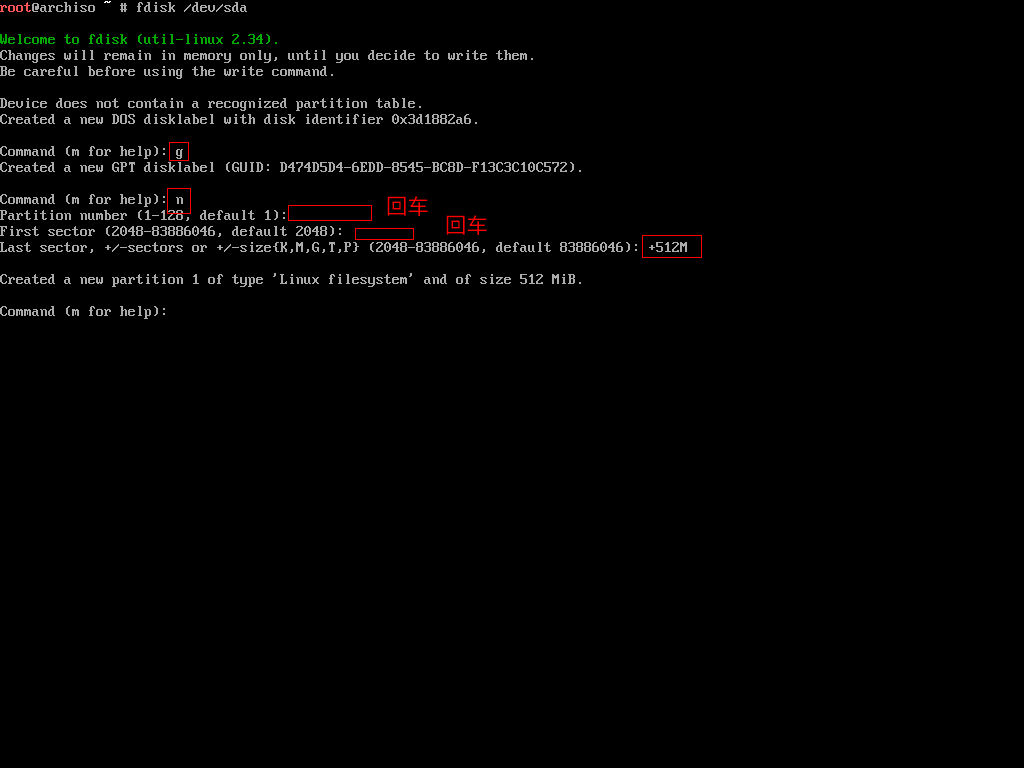 root@archiso ~ # fdisk /dev/sda
Welcome to fdisk (util-linux 2.34).
Changes will remain in memory only, until you decide to write them.
Be careful before using the write command.
Device does not contain a recognized partition table.
Created a new DOS disklabel with disk identifier 0x3d1882a6.
Command (m for help): g
Created a new GPT disklabel (GUID: D474D5D4-6EDD-8545-BC8D-F13C3C10C572).
Command (m for help): n
Partition number (1-128, default 1): 回车
First sector (2048-83886046, default 2048): 回车
Last sector, +/-sectors or +/-size{K,M,G,T,P} (2048-83886046, default 83886046): +512M
Created a new partition 1 of type 'Linux filesystem' and of size 512 MiB.
Command (m for help):